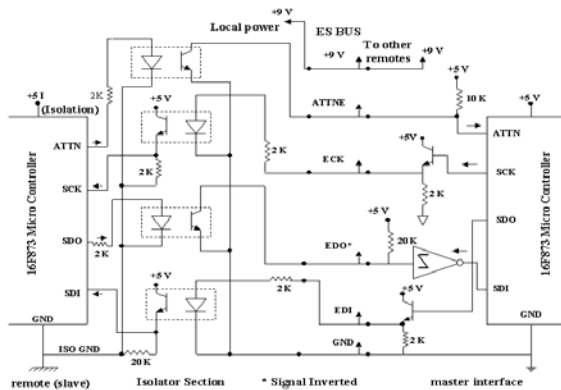 +9 V
Local power
ES BUS
+9 V
To other
remotes
+9 V
+5 V
+5 I
(Isolation)
2K
+5 V
ATTNE
10 K
+5 V
ATTN
ATTN
2 K
ECK
+5V
SCK
2 K
2 K
SCK
16F873 Micro Controller
16F873 Micro Controller
SDO
2 K
EDO*
+5 V
20 K
Σ
SDO
SDI
+5 V
2 K
EDI
+5 V
SDI
2 K
GND
GND
GND
ISO GND
20 K
remote (slave)
Isolator Section
* Signal Inverted
master interface